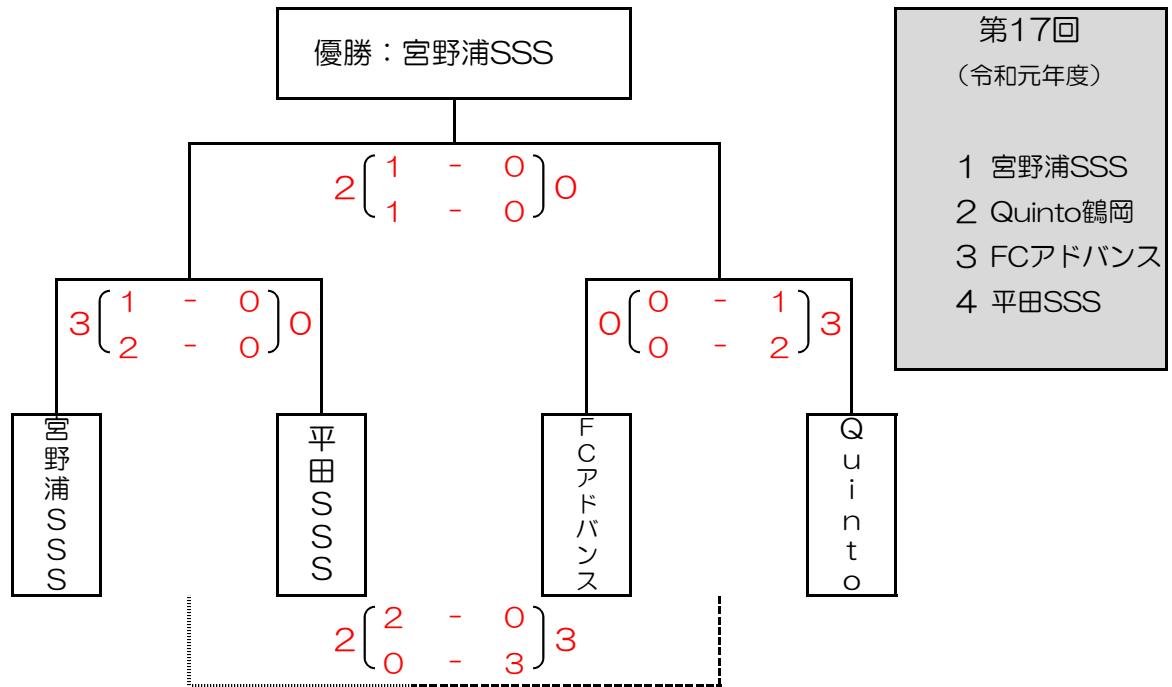 優勝：宮野浦SSS
第17回
（令和元年度）
1 宮野浦SSS
2 Quinto鶴岡
3 FCアドバンス
4 平田SSS
2 1 - 0 0
1 - 0
3 1 - 0 0
2 - 0
0 0 - 1 3
0 - 2
宮野浦SSS
平田SSS
FCアドバンス
Quinto
2 2 - 0 3
0 - 3